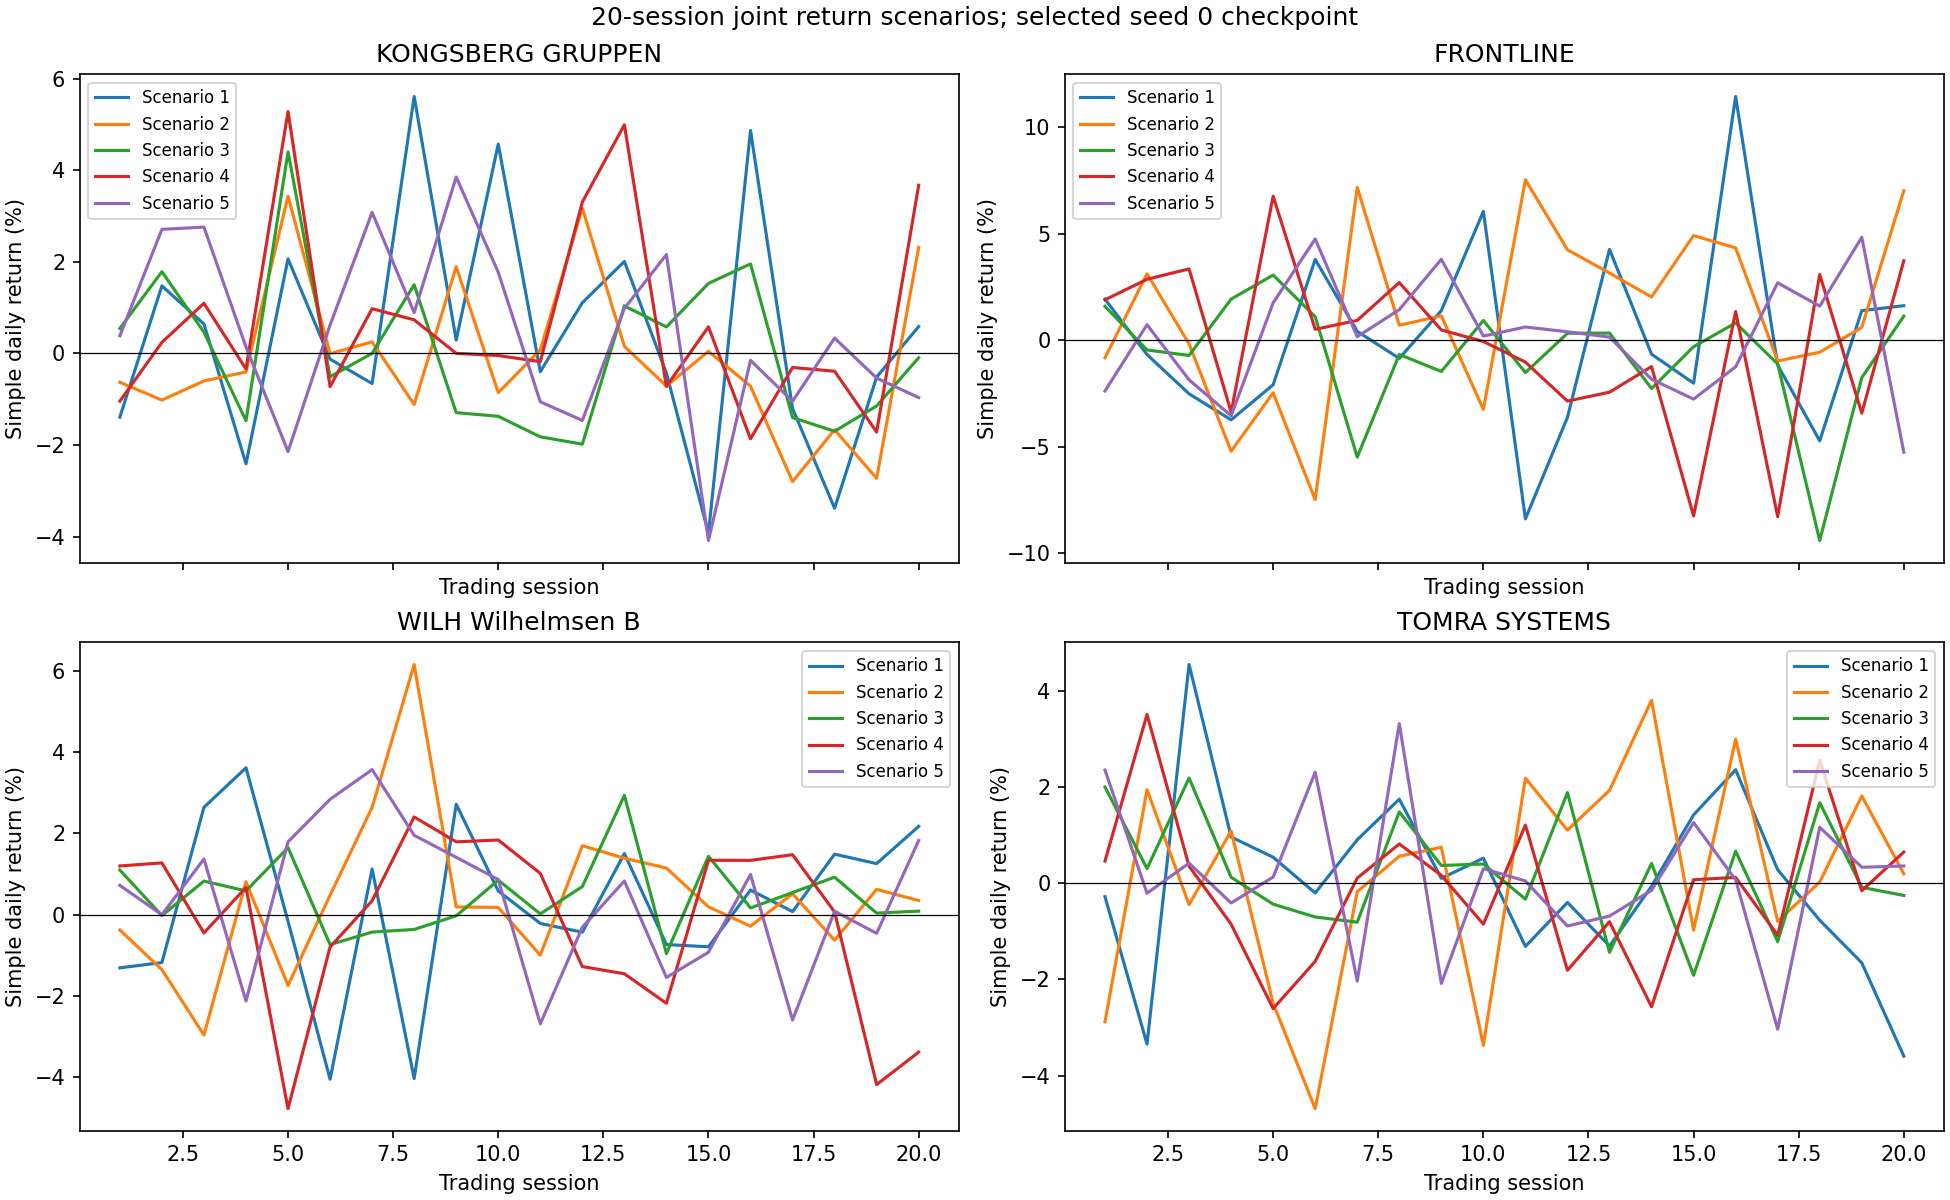 20-session joint return scenarios; selected seed 0 checkpoint
KONGSBERG GRUPPEN
Simple daily return (%)
6
4
2
0
−2
−4
Scenario 1
Scenario 2
Scenario 3
Scenario 4
Scenario 5
Trading session
FRONTLINE
Simple daily return (%)
10
5
0
−5
−10
Scenario 1
Scenario 2
Scenario 3
Scenario 4
Scenario 5
Trading session
WILH Wilhelmsen B
Simple daily return (%)
6
4
2
0
−2
−4
Scenario 1
Scenario 2
Scenario 3
Scenario 4
Scenario 5
2.5 5.0 7.5 10.0 12.5 15.0 17.5 20.0
Trading session
TOMRA SYSTEMS
Simple daily return (%)
4
2
0
−2
−4
Scenario 1
Scenario 2
Scenario 3
Scenario 4
Scenario 5
2.5 5.0 7.5 10.0 12.5 15.0 17.5 20.0
Trading session